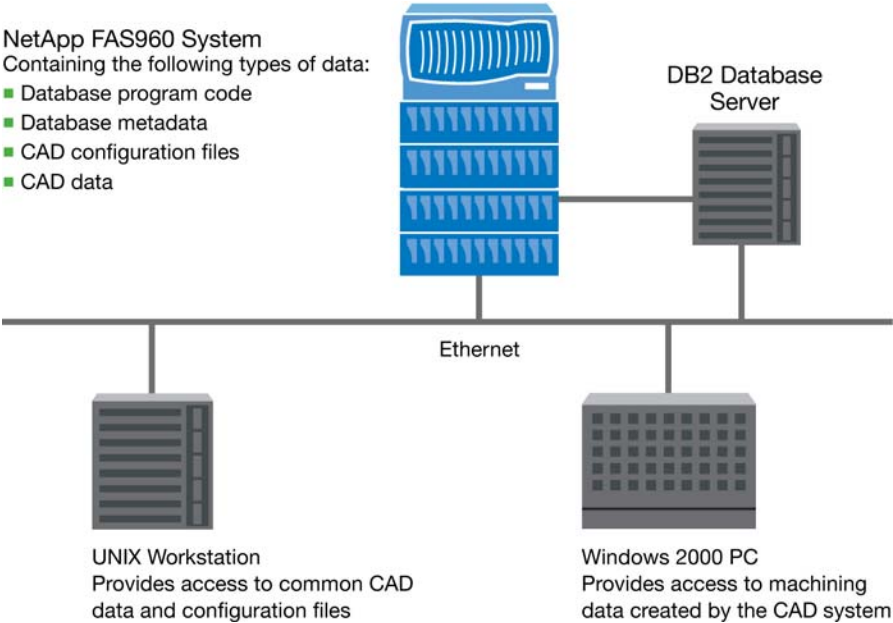 NetApp FAS960 System
Containing the following types of data:
Database program code
Database metadata
CAD configuration files
CAD data
DB2 Database
Server
Ethernet
UNIX Workstation
Provides access to common CAD
data and configuration files
Windows 2000 PC
Provides access to machining
data created by the CAD system